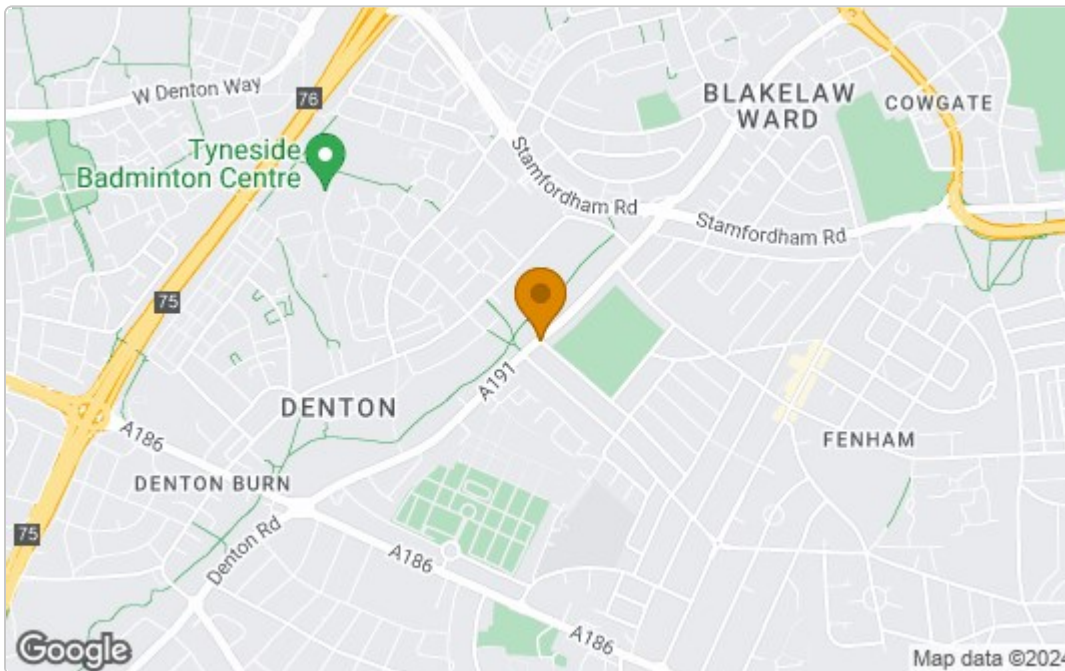 W Denton Way
76
BLAKELAW
WARD
COWGATE
Tyneside
Badminton Centre
Stamfordham Rd
Stamfordham Rd
75
A191
DENTON
A186
FENHAM
DENTON BURN
75
Denton Rd
A186
A186
Google
Map data ©2024